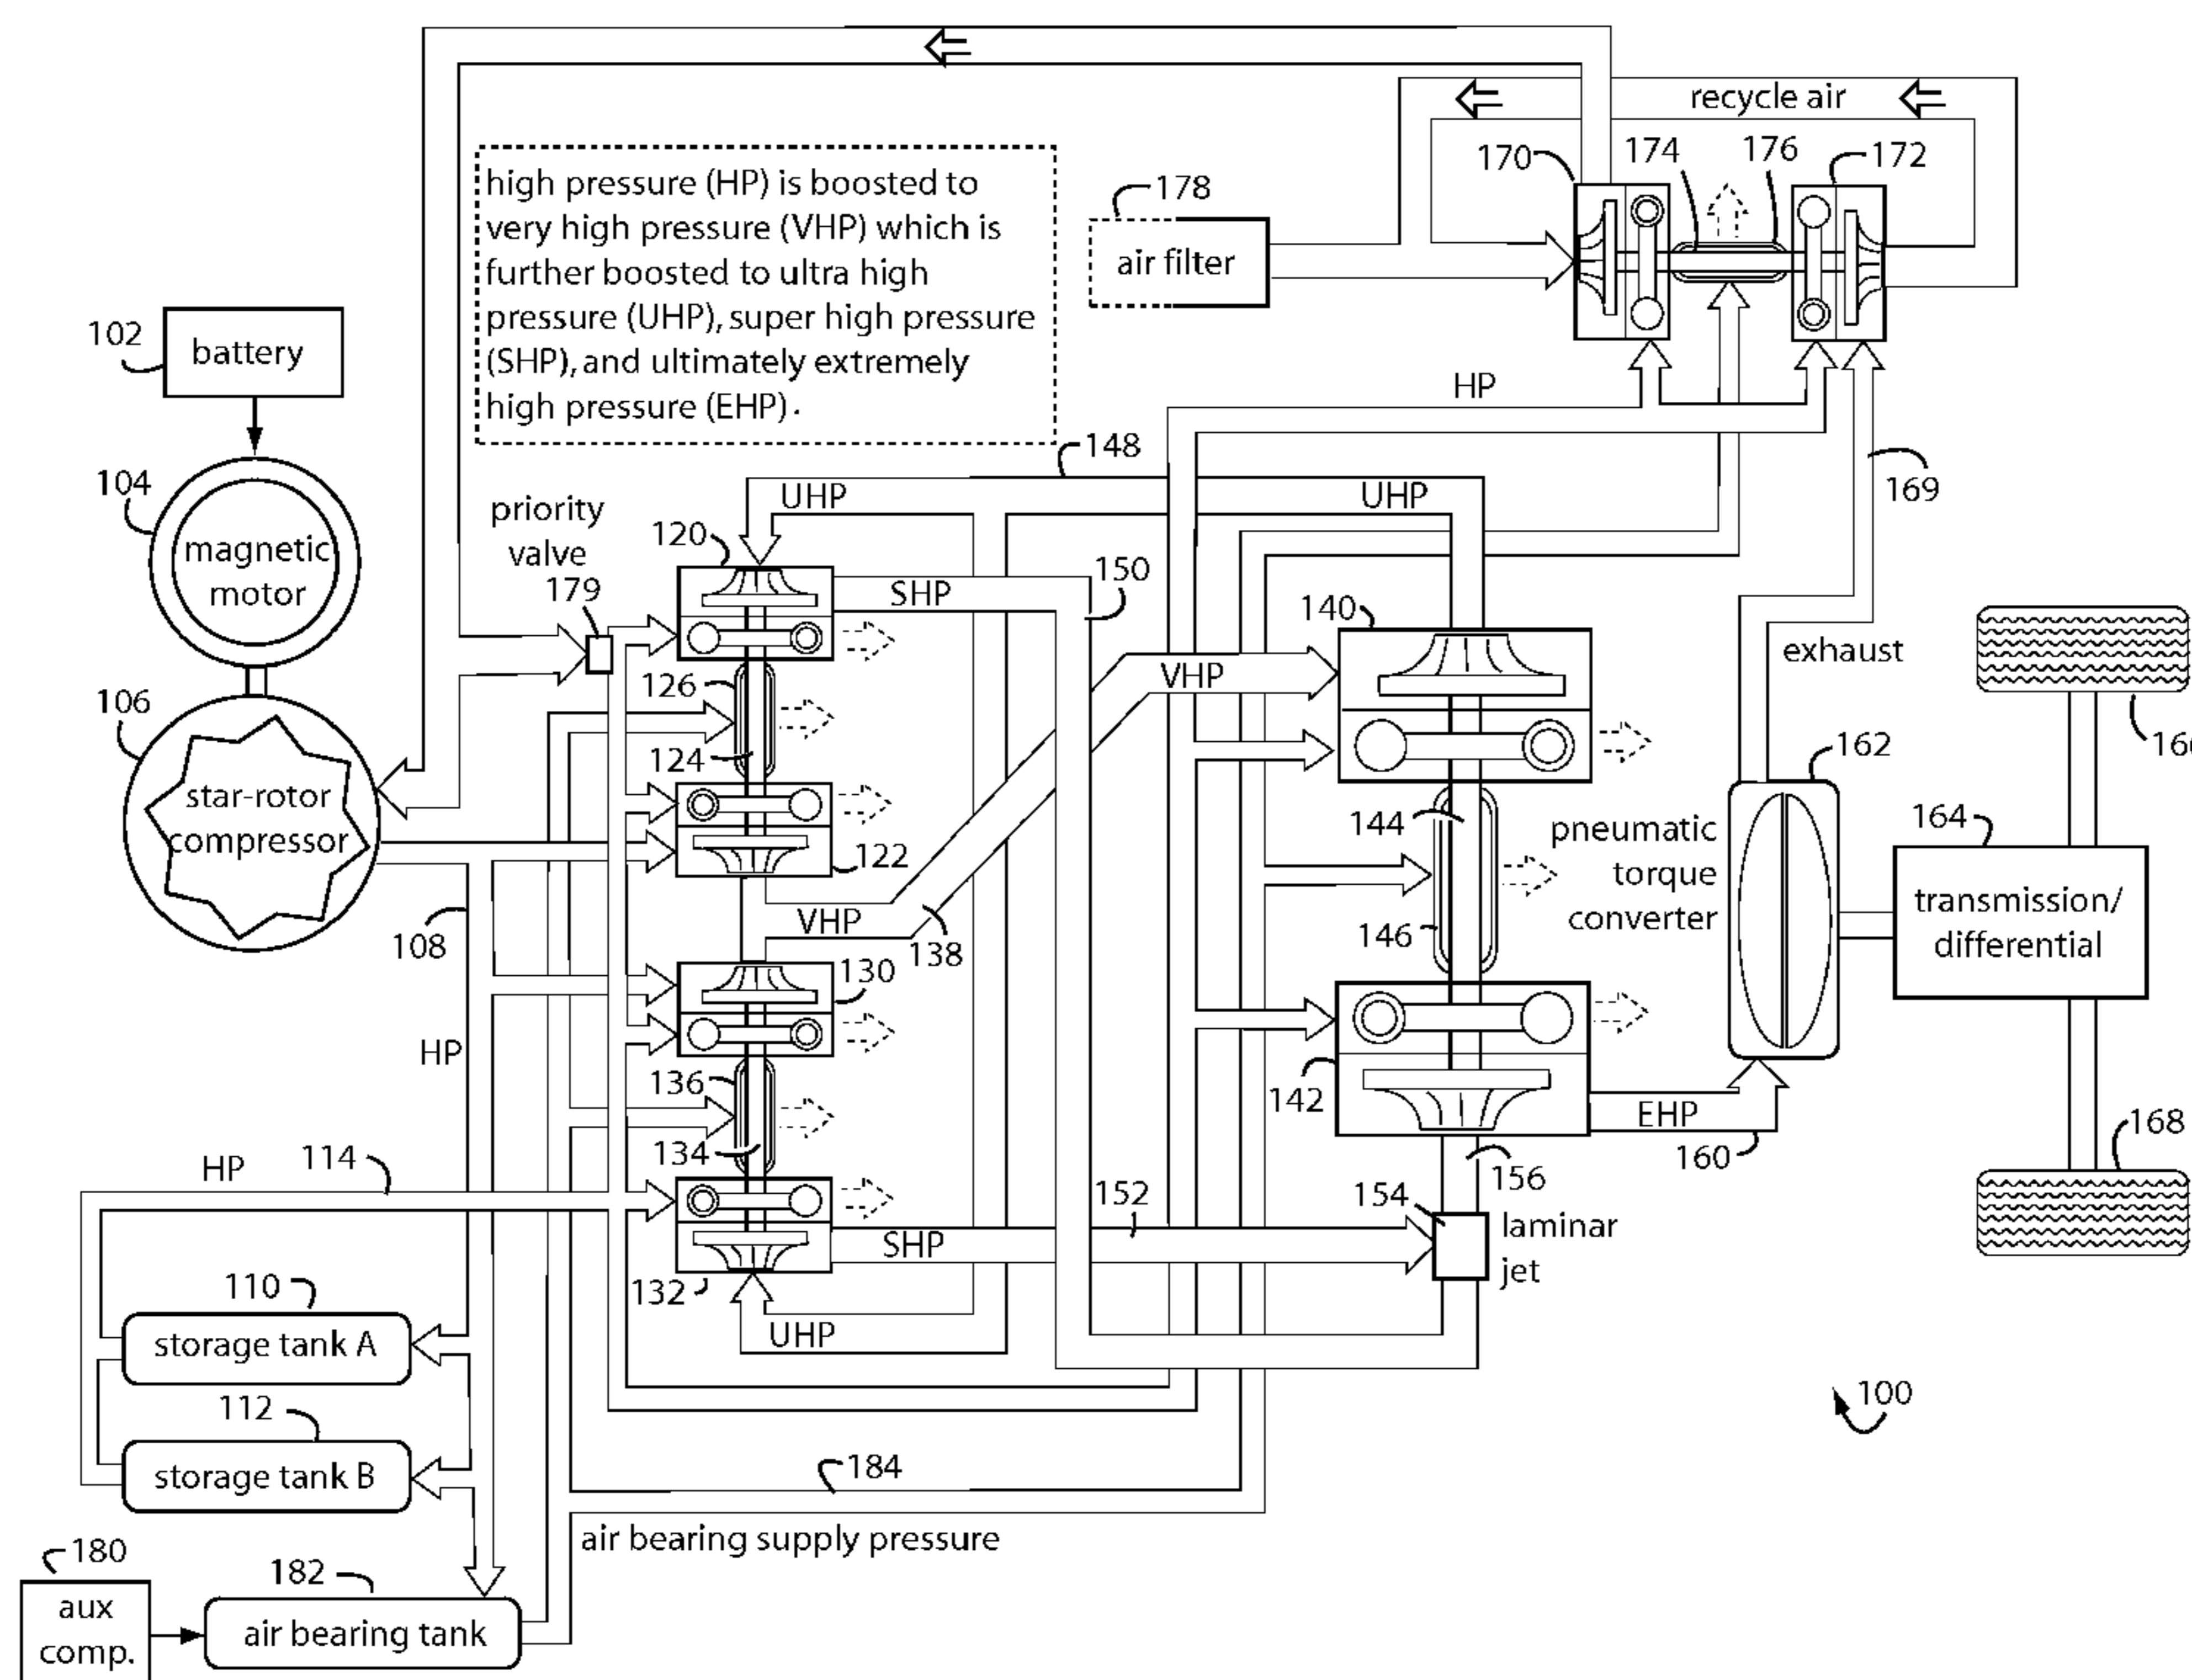 recycle air
170
174
176
172
178
air filter
high pressure (HP) is boosted to
very high pressure (VHP) which is
further boosted to ultra high
pressure (UHP), super high pressure
(SHP), and ultimately extremely
high pressure (EHP).
102
battery
HP
148
169
104
magnetic
motor
priority
valve
179
120
UHP
UHP
SHP
150
140
VHP
exhaust
126
124
106
star-rotor
compressor
122
VHP
138
108
144
146
pneumatic
torque
converter
162
164
transmission/
differential
130
HP
136
134
142
EHP
160
156
168
HP
114
152
154
laminar
jet
SHP
132
UHP
110
storage tank A
112
storage tank B
100
184
air bearing supply pressure
180
aux
comp.
182
air bearing tank